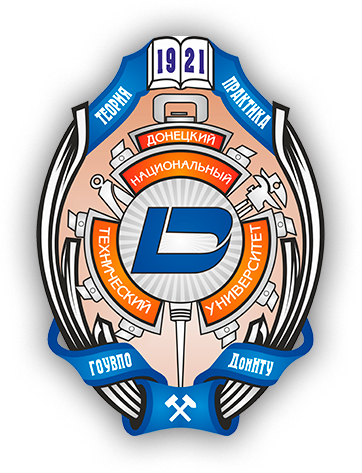 1921
ТЕОРИЯ
ПРАКТИКА
ДОНЕЦКИЙ
НАЦИОНАЛЬНЫЙ
ТЕХНИЧЕСКИЙ
УНИВЕРСИТЕТ
D
ГОУВПО
ДОННТУ